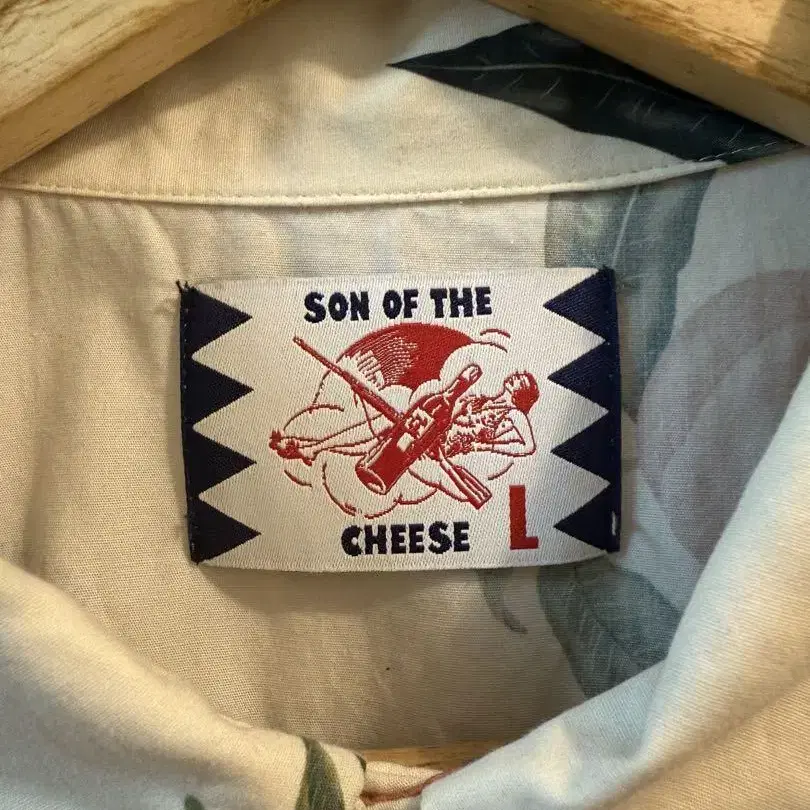 SON OF THE
CHEESE
L